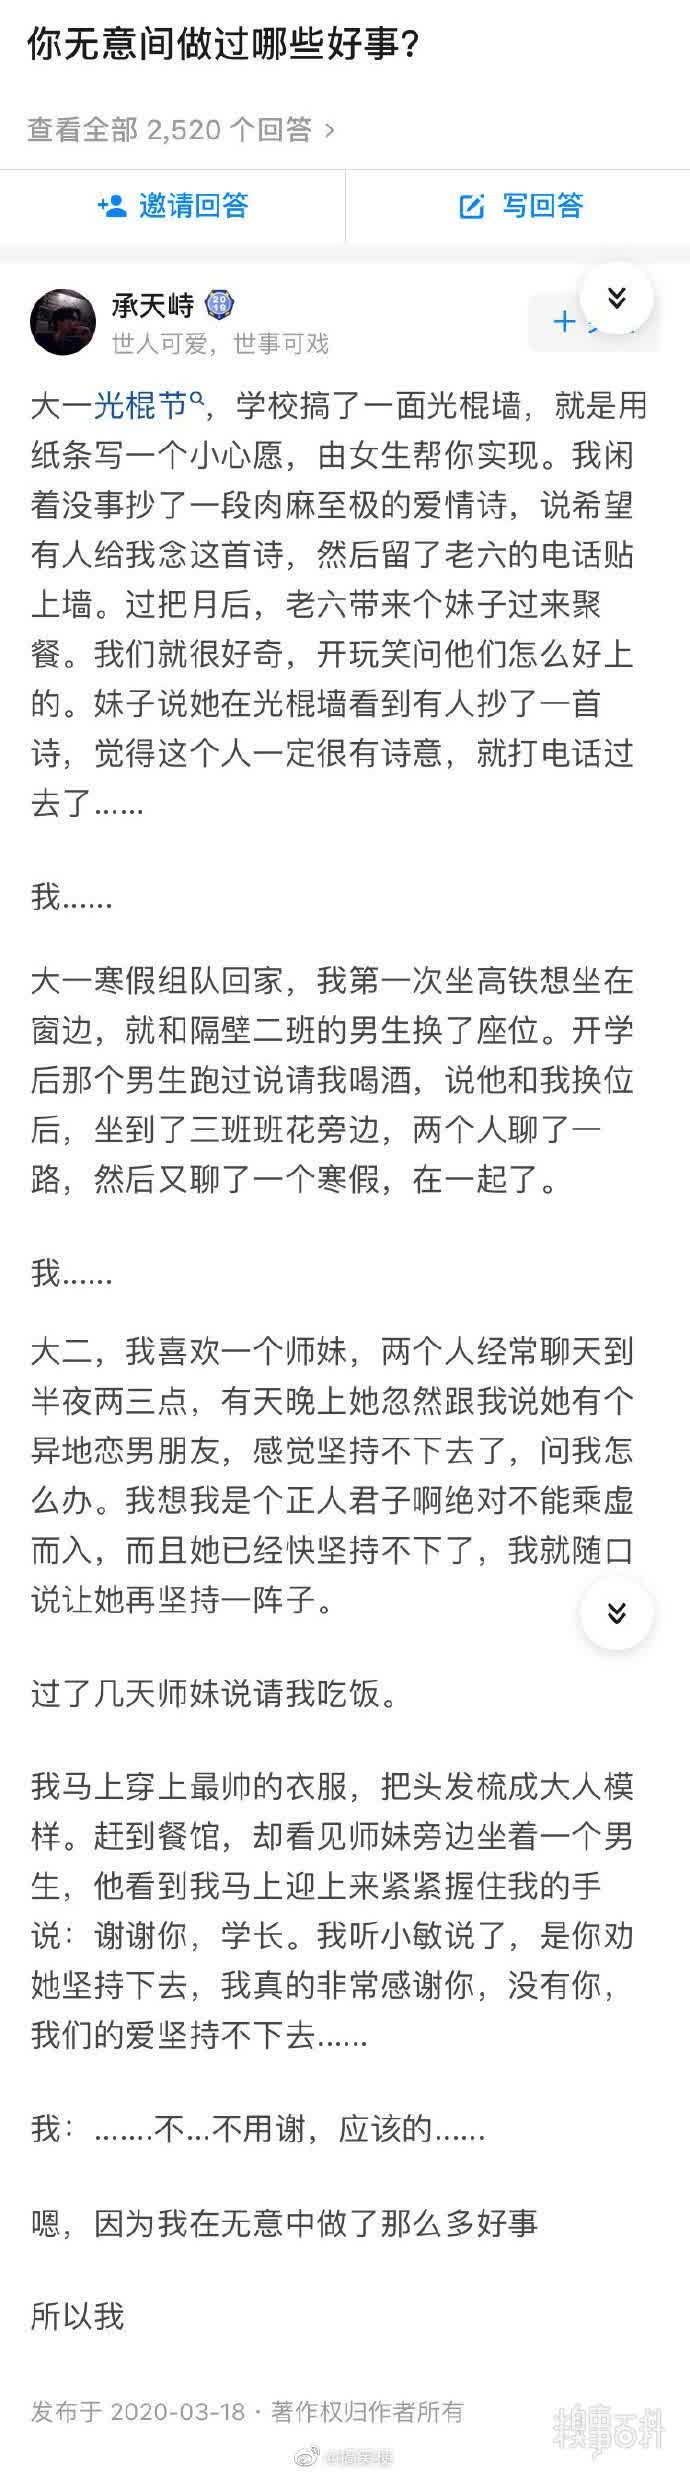 你无意间做过哪些好事?
查看全部 2,520 个回答 >
邀请回答
写回答
承天峙
2019
世人可爱，世事可戏
大一光棍节，学校搞了一面光棍墙，就是用
纸条写一个小心愿，由女生帮你实现。我闲
着没事抄了一段肉麻至极的爱情诗，说希望
有人给我念这首诗，然后留了老六的电话贴
上墙。过把月后，老六带来个妹子过来聚
餐。我们就很好奇，开玩笑问他们怎么好上
的。妹子说她在光棍墙看到有人抄了一首
诗，觉得这个人一定很有诗意，就打电话过
去了......
我......
大一寒假组队回家，我第一次坐高铁想坐在
窗边，就和隔壁二班的男生换了座位。开学
后那个男生跑过说请我喝酒，说他和我换位
后，坐到了三班班花旁边，两个人聊了一
路，然后又聊了一个寒假，在一起了。
我......
大二，我喜欢一个师妹，两个人经常聊天到
半夜两三点，有天晚上她忽然跟我说她有个
异地恋男朋友，感觉坚持不下去了，问我怎
么办。我想我是个正人君子啊绝对不能乘虚
而入，而且她已经快坚持不下了，我就随口
说让她再坚持一阵子。
过了几天师妹说请我吃饭。
我马上穿上最帅的衣服，把头发梳成大人模
样。赶到餐馆，却看见师妹旁边坐着一个男
生，他看到我马上迎上来紧紧握住我的手
说：谢谢你，学长。我听小敏说了，是你劝
她坚持下去，我真的非常感谢你，没有你，
我们的爱坚持不下去......
我：.......不...不用谢，应该的......
嗯，因为我在无意中做了那么多好事
所以我
发布于 2020-03-18 · 著作权归作者所有
糗事百科